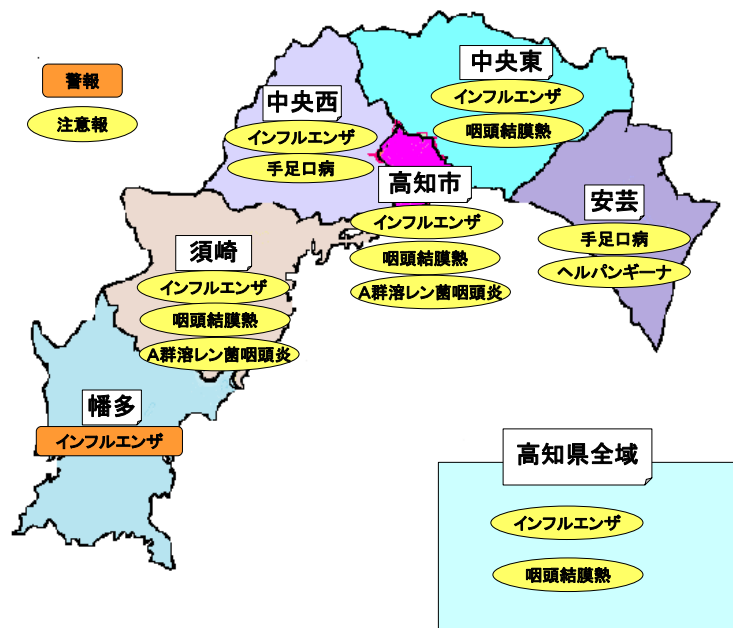 警報
注意報
中央東
インフルエンザ
咽頭結膜熱
中央西
インフルエンザ
手足口病
高知市
インフルエンザ
咽頭結膜熱
A群溶レン菌咽頭炎
安芸
手足口病
ヘルパンギーナ
須崎
インフルエンザ
咽頭結膜熱
A群溶レン菌咽頭炎
幡多
インフルエンザ
高知県全域
インフルエンザ
咽頭結膜熱